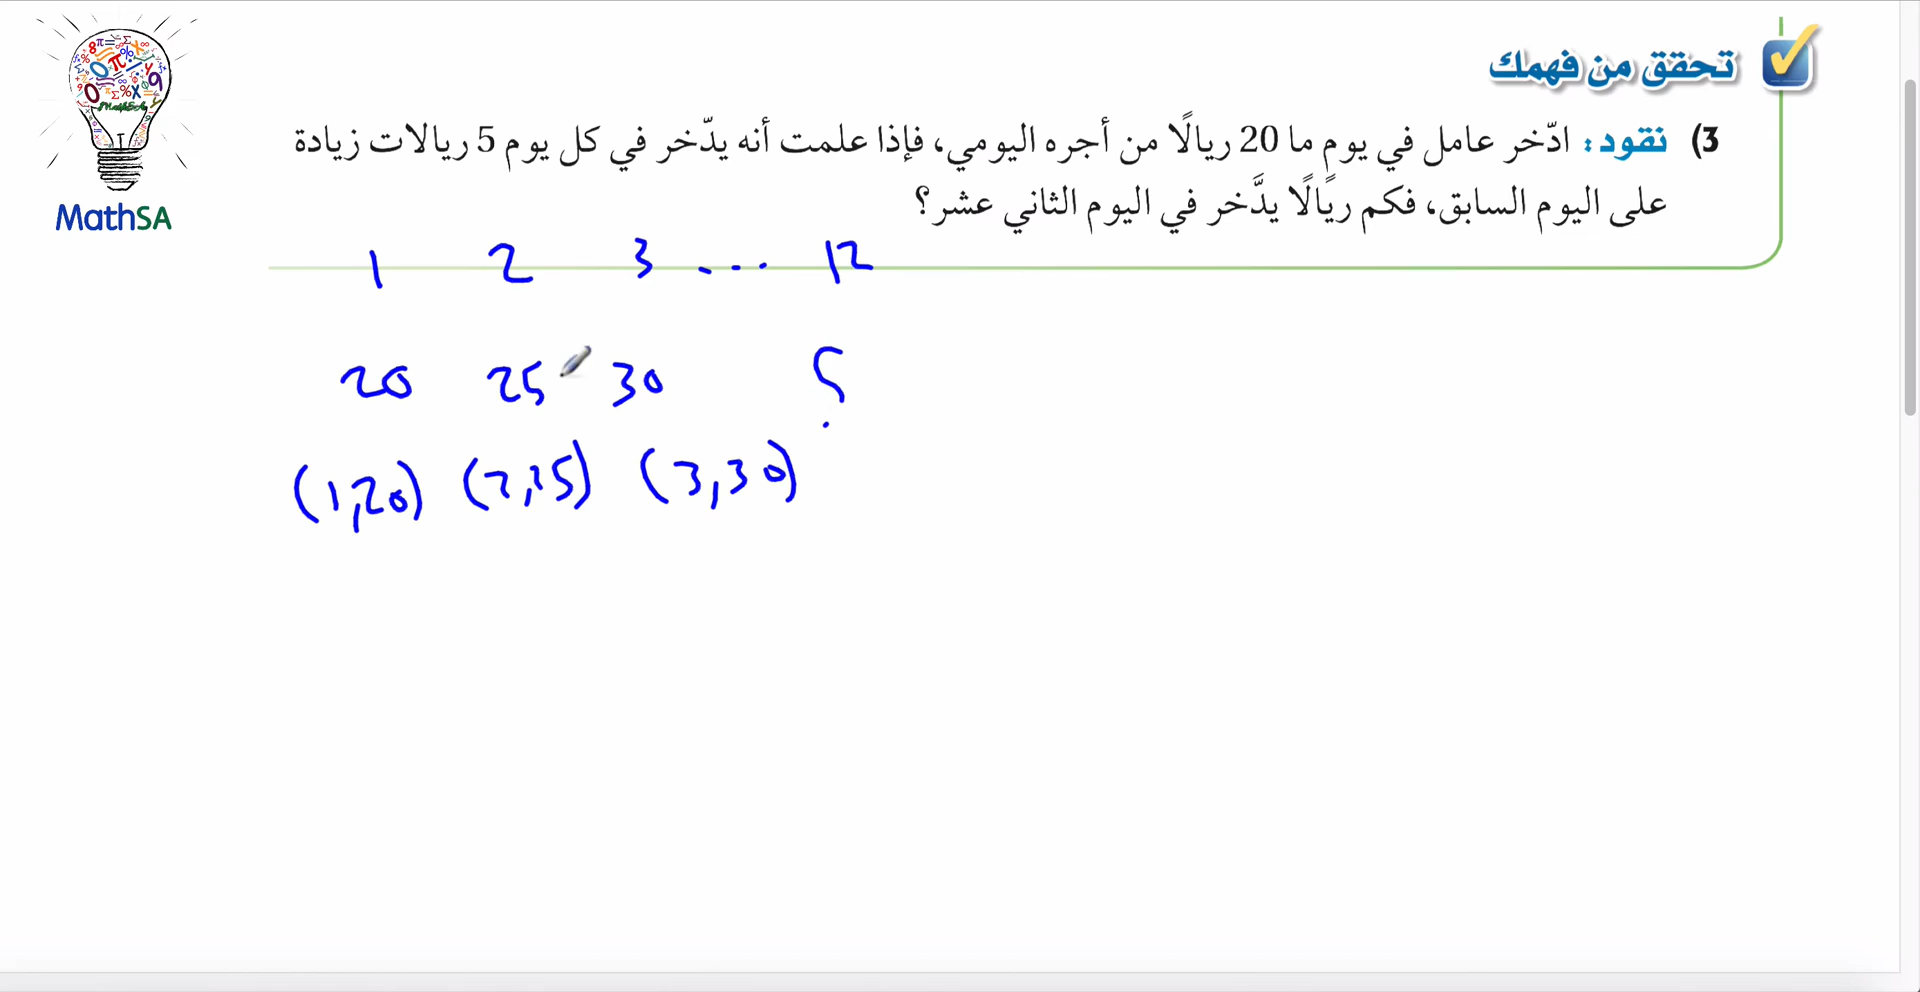 MathSA
تحقق من فهمك
3) نقود: ادّخر عامل في يوم ما 20 ريالًا من أجره اليومي، فإذا علمت أنه يدّخر في كل يوم 5 ريالات زيادة
على اليوم السابق، فكم ريالًا يدَّخر في اليوم الثاني عشر؟
1 2 3 ... 12
20 25 30 ؟
(1,20) (2,25) (3,30)